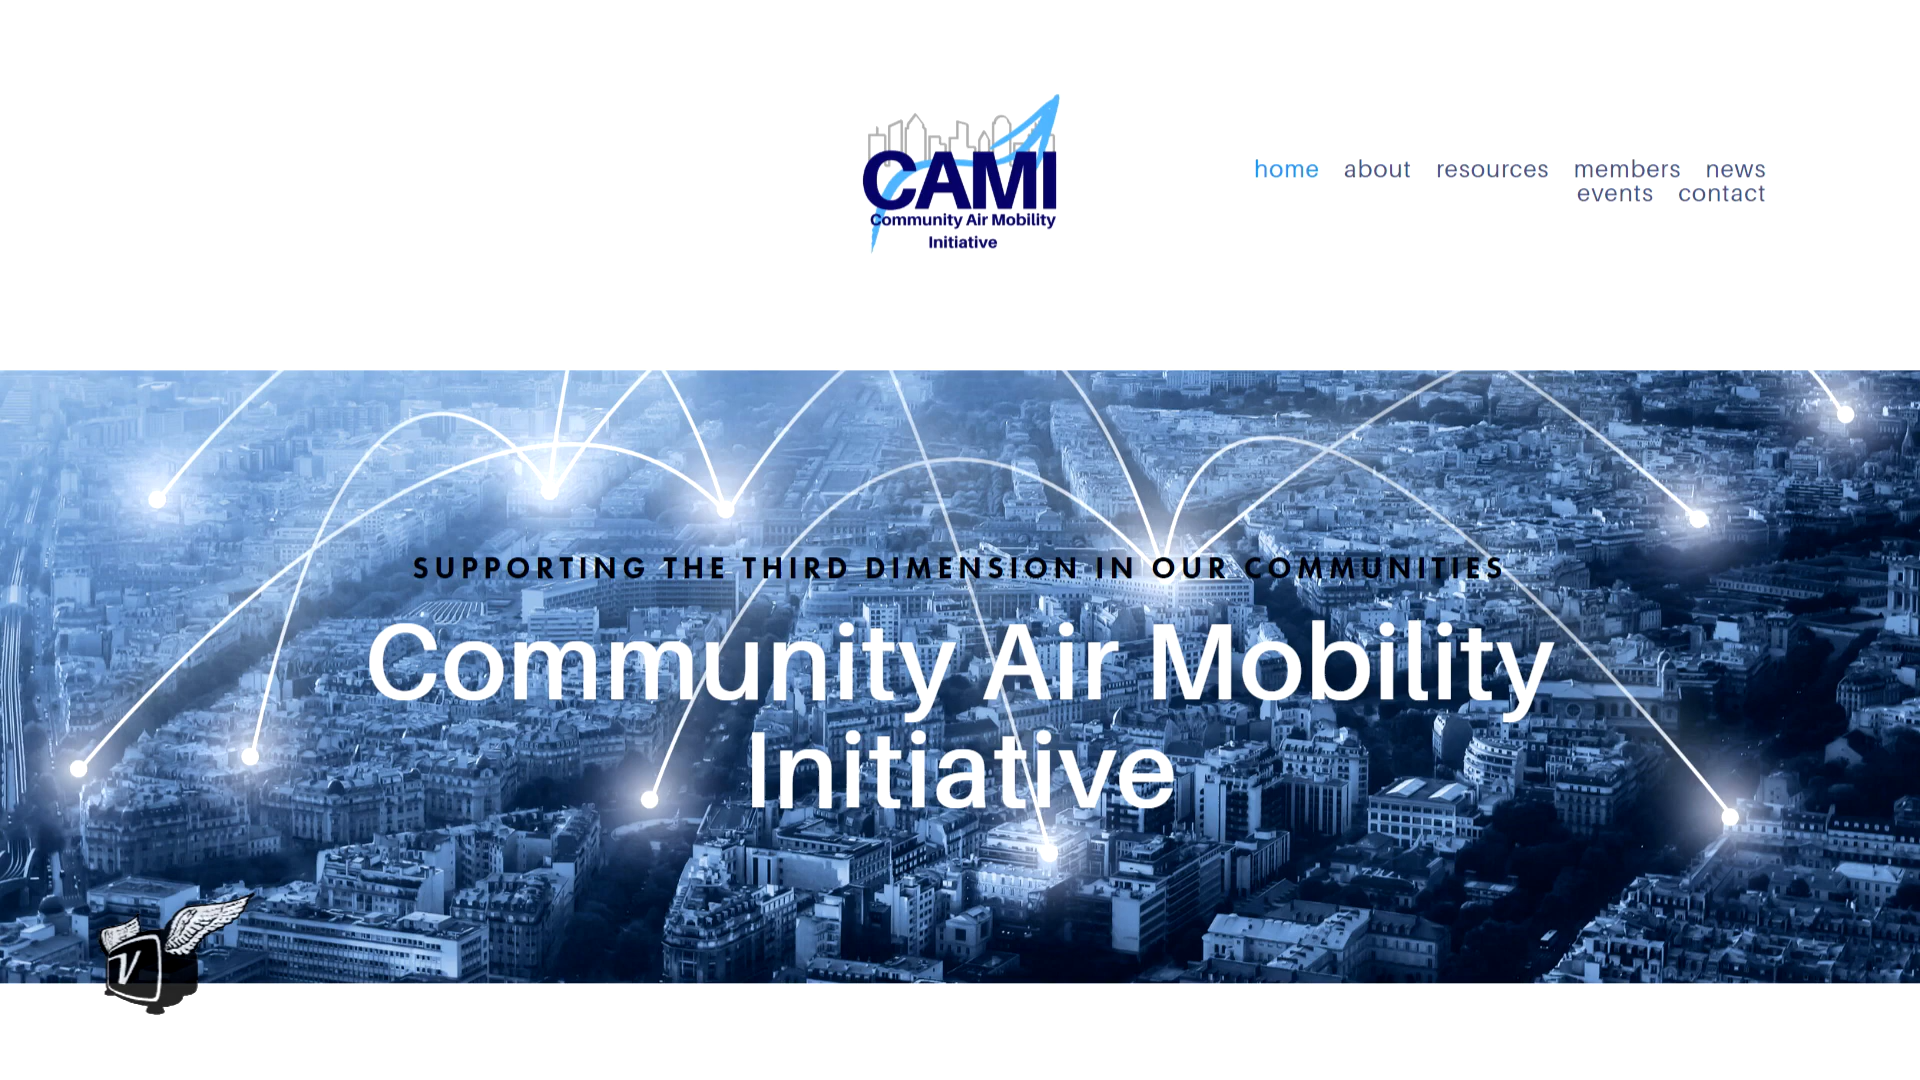 CAMI
Community Air Mobility
Initiative
home about resources members news
events contact
SUPPORTING THE THIRD DIMENSION IN OUR COMMUNITIES
Community Air Mobility
Initiative
V